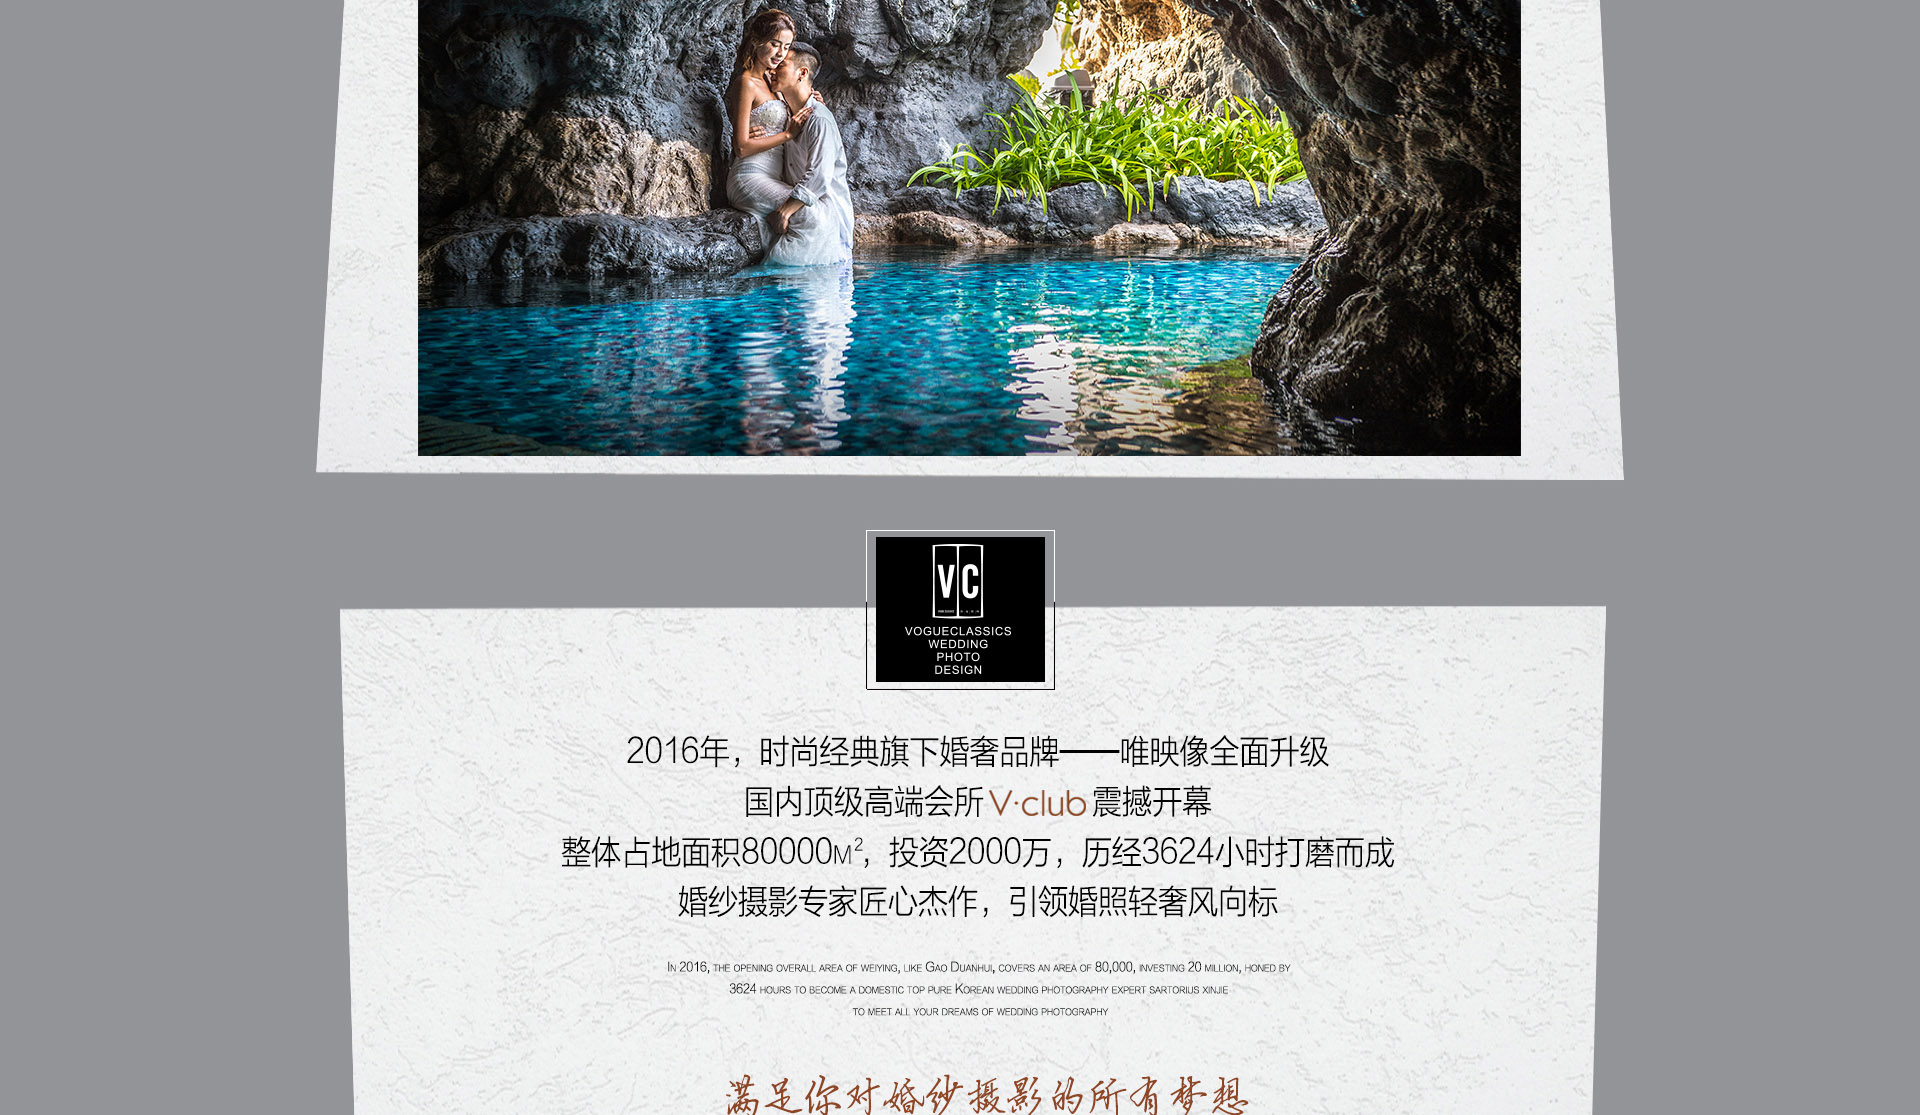 VC
VOGUECLASSICS
WEDDING
PHOTO
DESIGN
2016年，时尚经典旗下婚奢品牌——唯映像全面升级
国内顶级高端会所V·club震撼开幕
整体占地面积80000M²，投资2000万，历经3624小时打磨而成
婚纱摄影专家匠心杰作，引领婚照轻奢风向标
In 2016, the opening overall area of weiying, like Gao Duanhui, covers an area of 80,000, investing 20 million, honed by
3624 hours to become a domestic top pure Korean wedding photography expert sartorius xinjie
to meet all your dreams of wedding photography
满足你对婚纱摄影的所有梦想